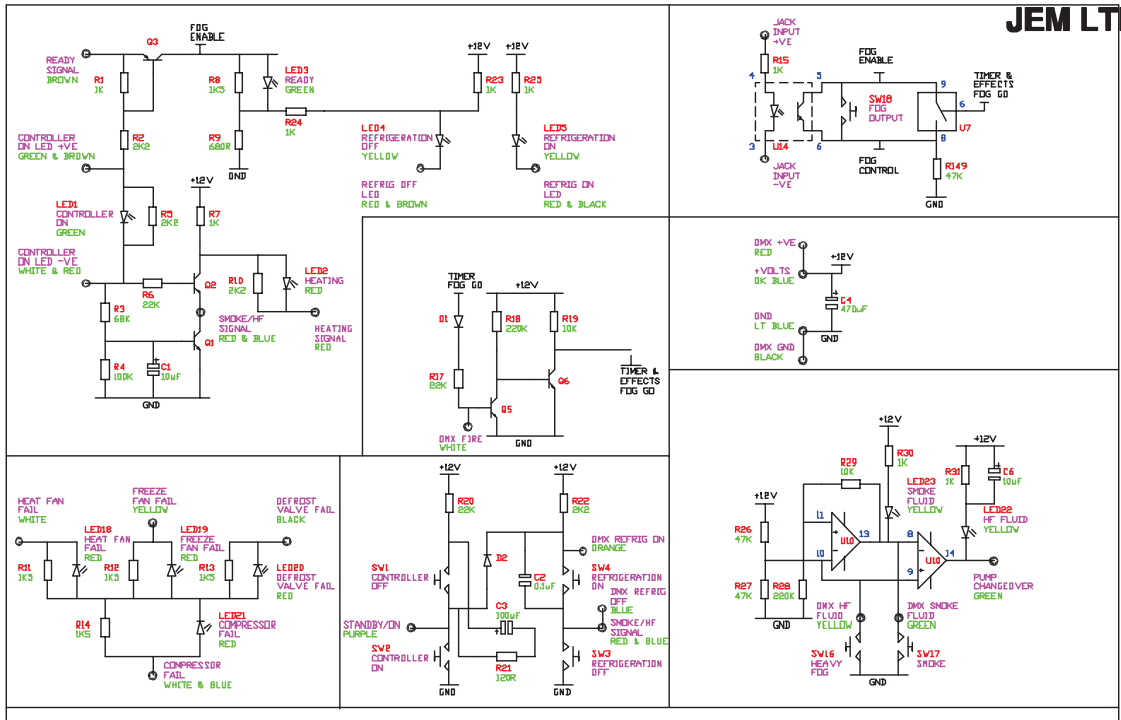 JEM LT
FOG
ENABLE
Q3
READY
SIGNAL
BROWN
R1
1K
R8
1K5
LED3
READY
GREEN
R24
1K
R2
2K2
R9
680R
GND
CONTROLLER
ON LED +VE
GREEN & BROWN
+12V
R23
1K
+12V
R25
1K
LED4
REFRIGERATION
OFF
YELLOW
LED5
REFRIGERATION
ON
YELLOW
REFRIG OFF
LED
RED & BROWN
REFRIG ON
LED
RED & BLACK
LED1
CONTROLLER
ON
GREEN
R5
2K2
+12V
R7
1K
CONTROLLER
ON LED -VE
WHITE & RED
R6
22K
Q2
R10
2K2
LED2
HEATING
RED
R3
68K
SMOKE/HF
SIGNAL
RED & BLUE
HEATING
SIGNAL
RED
Q1
R4
100K
+
C1
10uF
GND
JACK
INPUT
+VE
R15
1K
4
5
3
6
U14
JACK
INPUT
-VE
FOG
ENABLE
SW18
FOG
OUTPUT
FOG
CONTROL
9
6
8
U7
TIMER &
EFFECTS
FOG GO
R149
47K
GND
TIMER
FOG GO
+12V
D1
R18
220K
R19
10K
R17
22K
Q6
Q5
TIMER &
EFFECTS
FOG GO
DMX FIRE
WHITE
GND
DMX +VE
RED
+VOLTS
DK BLUE
+12V
+
C4
470uF
GND
LT BLUE
GND
DMX GND
BLACK
HEAT FAN
FAIL
WHITE
FREEZE
FAN FAIL
YELLOW
DEFROST
VALVE FAIL
BLACK
R11
1K5
LED18
HEAT FAN
FAIL
RED
R12
1K5
LED19
FREEZE
FAN FAIL
RED
R13
1K5
LED20
DEFROST
VALVE FAIL
RED
R14
1K5
LED21
COMPRESSOR
FAIL
RED
COMPRESSOR
FAIL
WHITE & BLUE
+12V
R20
22K
+12V
R22
2K2
D2
DMX REFRIG ON
ORANGE
SW1
CONTROLLER
OFF
C2
0.1uF
SW4
REFRIGERATION
ON
C3
100uF
+
DMX REFRIG
OFF
BLUE
STANDBY/ON
PURPLE
SMOKE/HF
SIGNAL
RED & BLUE
SW2
CONTROLLER
ON
R21
120R
SW3
REFRIGERATION
OFF
GND
GND
+12V
R30
1K
+12V
R29
10K
R31
1K
+
C6
10uF
LED23
SMOKE
FLUID
YELLOW
LED22
HF FLUID
YELLOW
+12V
R26
47K
11
-
U10
13
10
+
8
-
U10
14
9
+
R27
47K
R28
220K
GND
PUMP
CHANGEOVER
GREEN
DMX HF
FLUID
YELLOW
DMX SMOKE
FLUID
GREEN
SW16
HEAVY
FOG
SW17
SMOKE
GND